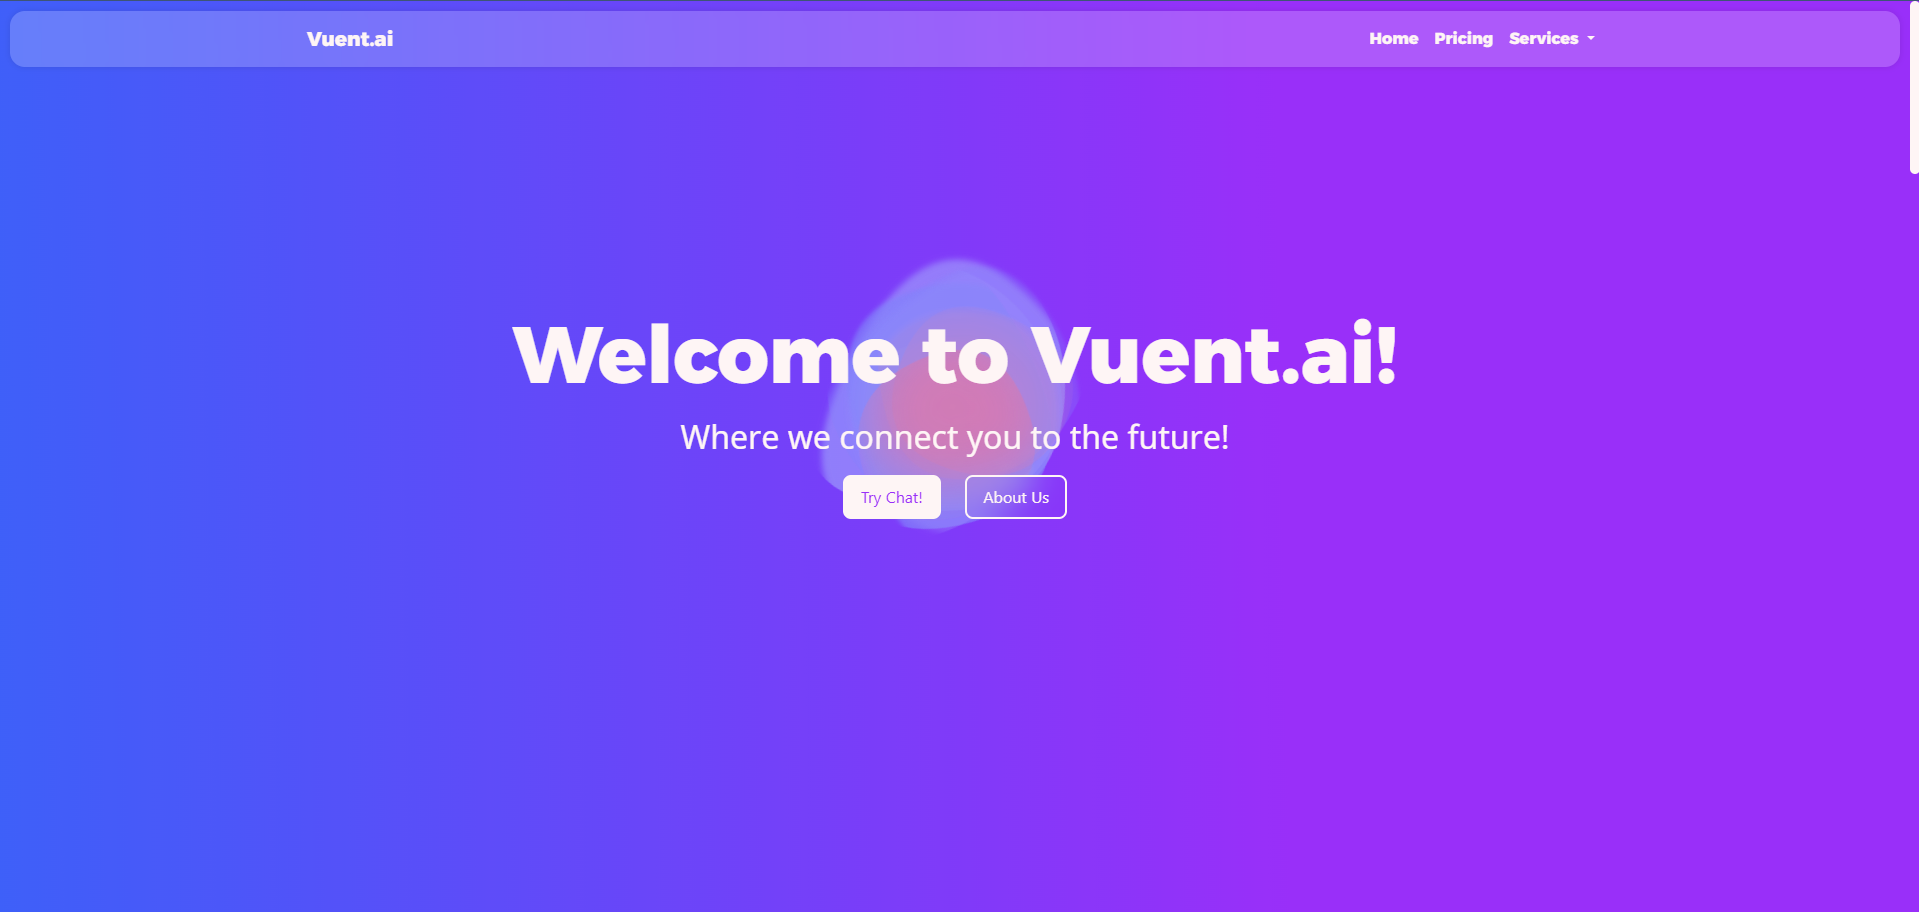 Vuent.ai
Home Pricing Services
Welcome to Vuent.ai!
Where we connect you to the future!
Try Chat! About Us